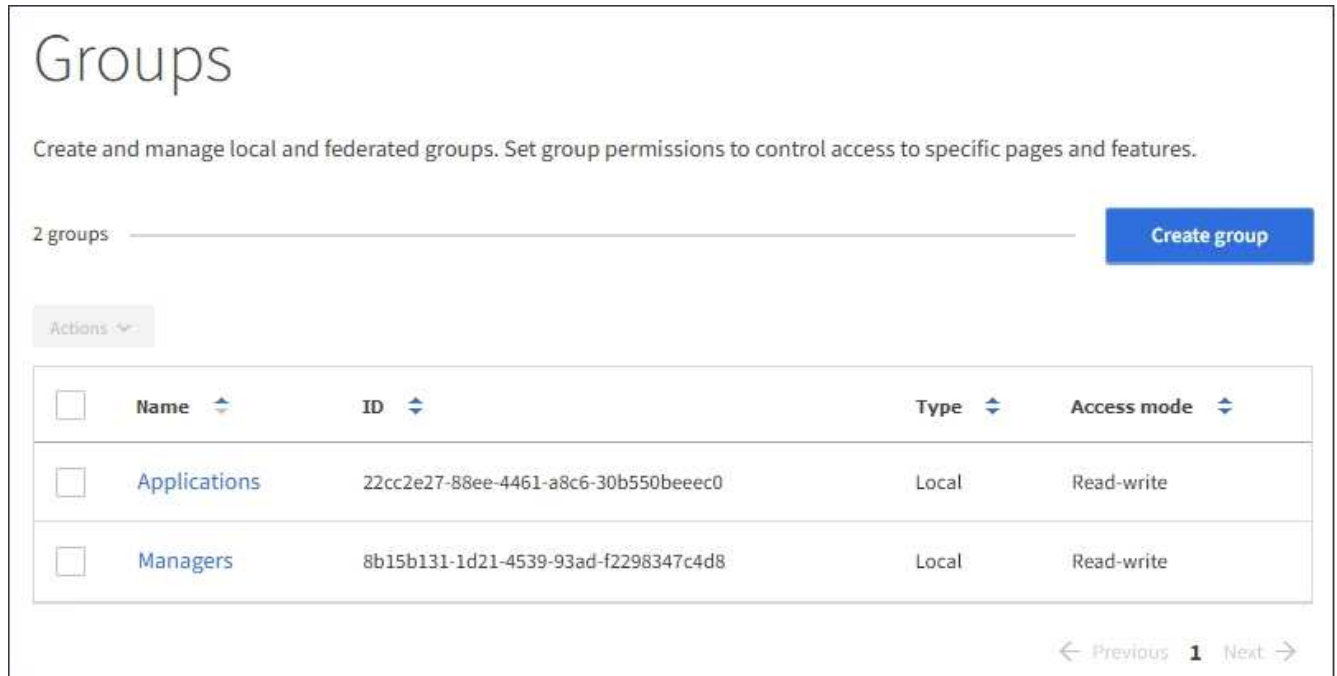 Groups
Create and manage local and federated groups. Set group permissions to control access to specific pages and features.
2 groups
Create group
Actions
Name ID Type Access mode
Applications 22cc2e27-88ee-4461-a8c6-30b550beeec0 Local Read-write
Managers 8b15b131-1d21-4539-93ad-f2298347c4d8 Local Read-write
← Previous 1 Next →